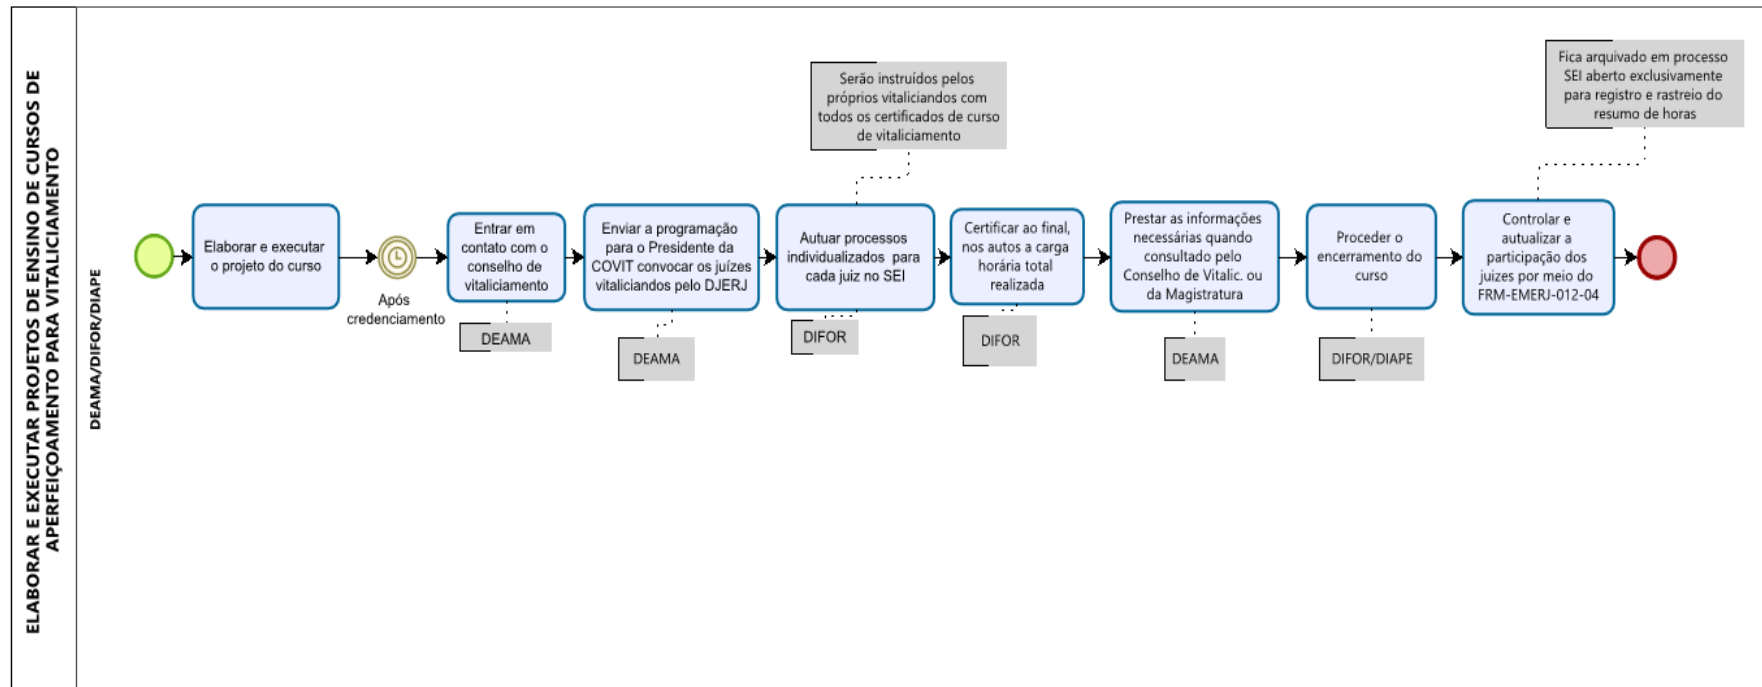 ELABORAR E EXECUTAR PROJETOS DE ENSINO DE CURSOS DE
APERFEIÇOAMENTO PARA VITALICIAMENTO
DEAMA/DIFOR/DIAPE
Elaborar e executar
o projeto do curso
Após
credenciamento
Entrar em
contato com o
conselho de
vitaliciamento
DEAMA
Enviar a programação
para o Presidente da
COVIT convocar os juízes
vitaliciandos pelo DJERJ
DEAMA
Serão instruídos pelos
próprios vitaliciandos com
todos os certificados de curso
de vitaliciamento
Autuar processos
individualizados para
cada juiz no SEI
DIFOR
Certificar ao final,
nos autos a carga
horária total
realizada
DIFOR
Prestar as informações
necessárias quando
consultado pelo
Conselho de Vitalic. ou
da Magistratura
DEAMA
Proceder o
encerramento do
curso
DIFOR/DIAPE
Fica arquivado em processo
SEI aberto exclusivamente
para registro e rastreio do
resumo de horas
Controlar e
autualizar a
participação dos
juizes por meio do
FRM-EMERJ-012-04